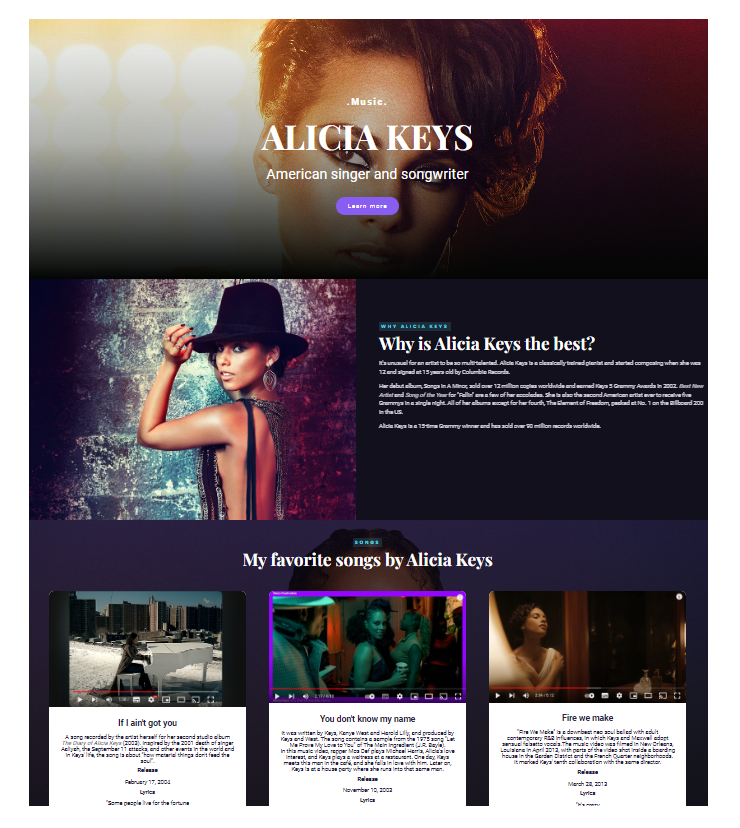 .Music.
ALICIA KEYS
American singer and songwriter
Learn more
WHY ALICIA KEYS
Why is Alicia Keys the best?
It's unusual for an artist to be so multi-talented. Alicia Keys is a classically trained pianist and started composing when she was
12 and signed at 15 years old by Columbia Records.
Her debut album, Songs in A Minor, sold over 12 million copies worldwide and earned Keys 5 Grammy Awards in 2002. Best New
Artist and Song of the Year for "Fallin" are a few of her accolades. She is also the second American artist ever to receive five
Grammys in a single night. All of her albums except for her fourth, The Element of Freedom, peaked at No. 1 on the Billboard 200
in the US.
Alicia Keys is a 15-time Grammy winner and has sold over 90 million records worldwide.
SONGS
My favorite songs by Alicia Keys
If I ain't got you
A song recorded by the artist herself for her second studio album
The Diary of Alicia Keys (2003). Inspired by the 2001 death of singer
Aaliyah, the September 11 attacks, and other events in the world and
in Keys' life, the song is about "how material things don't feed the
soul".
Release
February 17, 2004
Lyrics
"Some people live for the fortune
You don't know my name
It was written by Keys, Kanye West and Harold Lilly, and produced by
Keys and West. The song contains a sample from the 1975 song "Let
Me Prove My Love to You" of The Main Ingredient (J.R. Bayle).
In this music video, rapper Mos Def plays Michael Harris, Alicia's love
interest, and Keys plays a waitress at a restaurant. One day, Keys
meets this man in the café, and she falls in love with him. Later on,
Keys is at a house party where she runs into that same man.
Release
November 10, 2003
Lyrics
Fire we make
"Fire We Make" is a downbeat neo soul ballad with adult
contemporary R&B influences, in which Keys and Maxwell adopt
sensual falsetto vocals. The music video was filmed in New Orleans,
Louisiana in April 2013, with parts of the video shot inside a boarding
house in the Garden District and the French Quarter neighborhoods.
It marked Keys' tenth collaboration with the same director.
Release
March 28, 2013
Lyrics